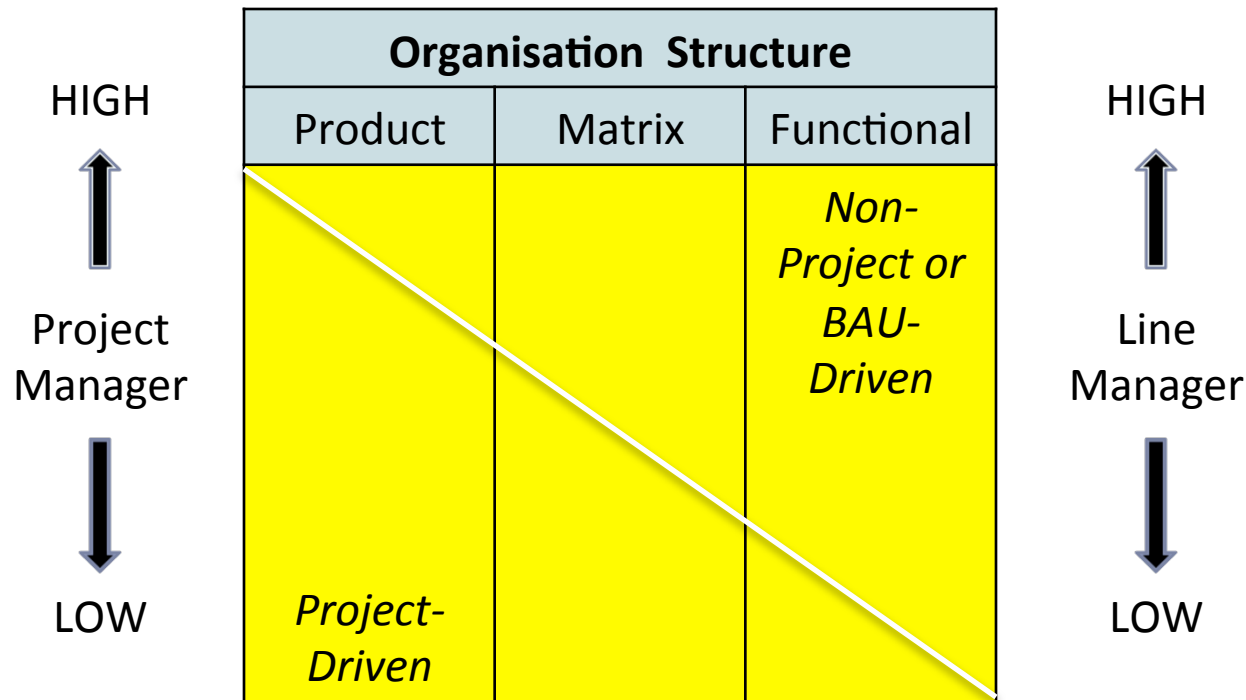 Organisation Structure
Product
Matrix
Functional
HIGH
Project
Manager
LOW
Project-
Driven
Non-
Project or
BAU-
Driven
HIGH
Line
Manager
LOW